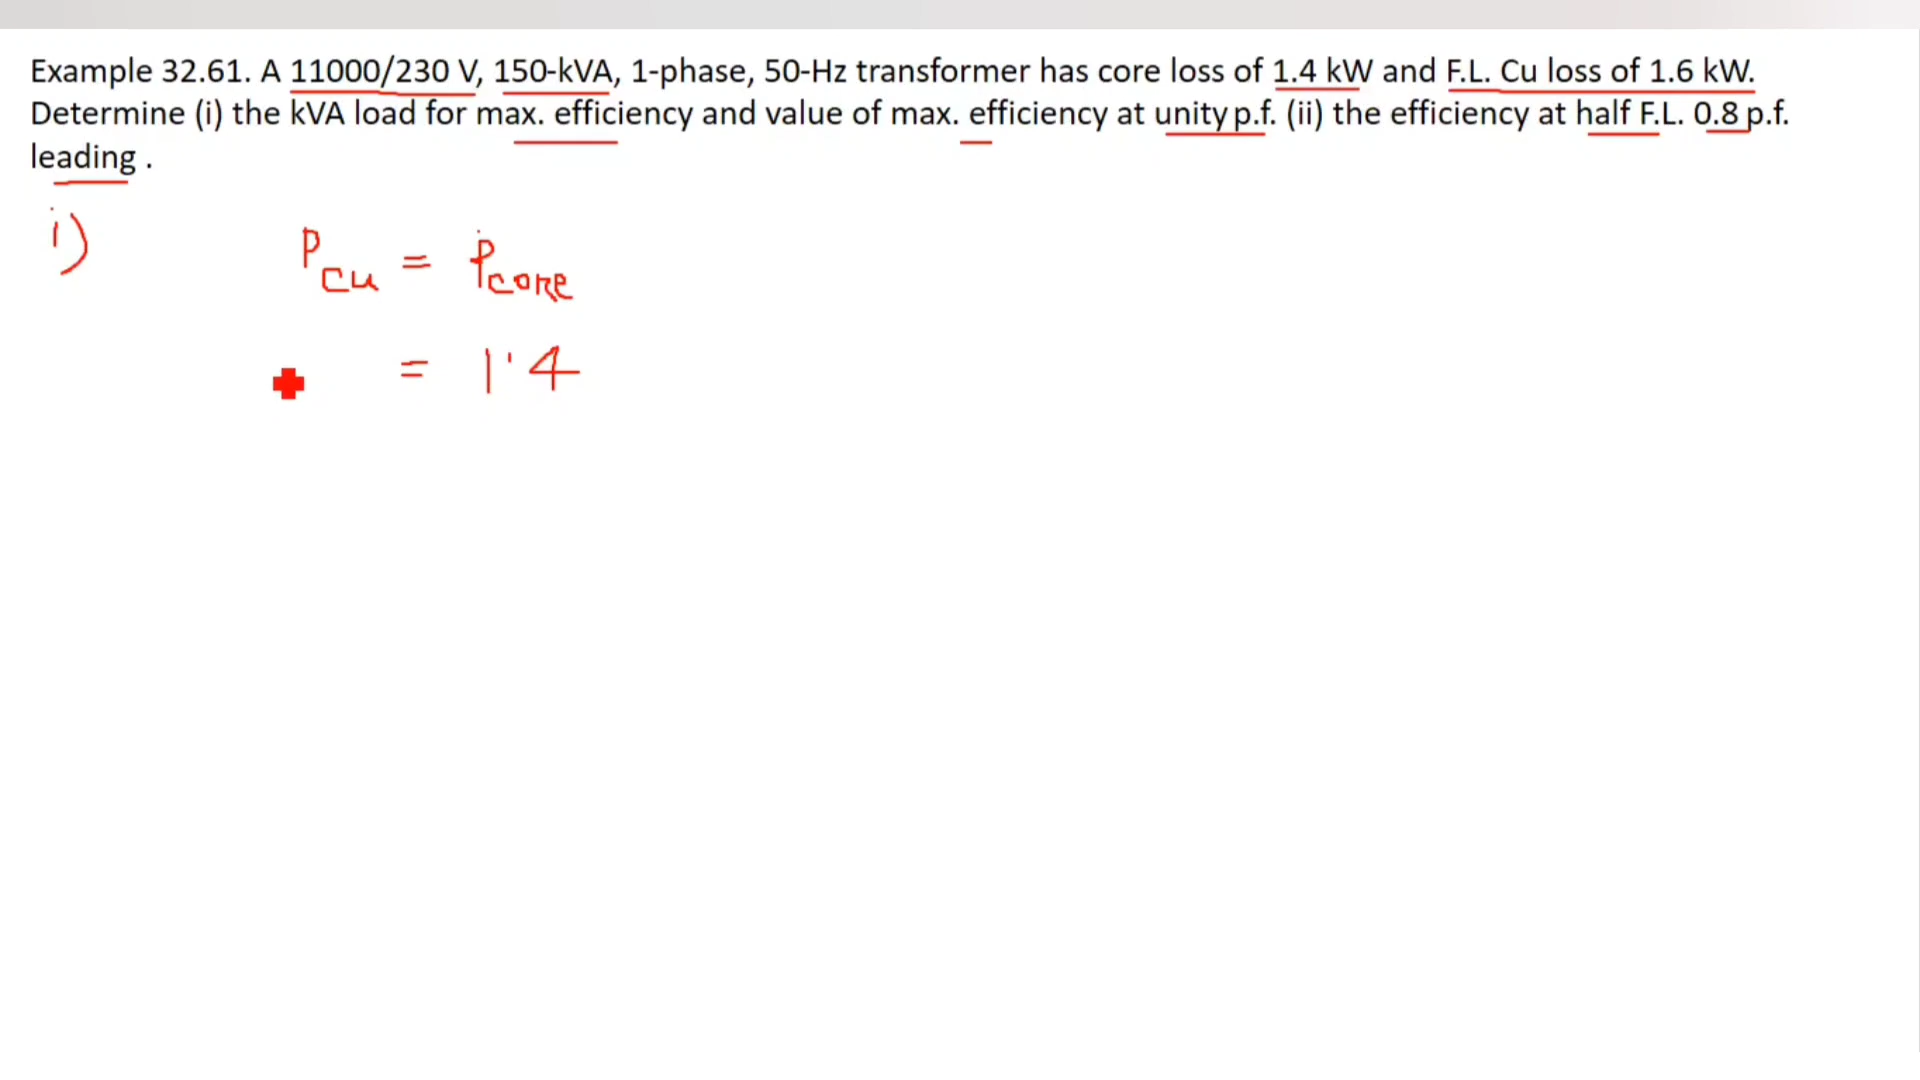 Example 32.61. A 11000/230 V, 150-kVA, 1-phase, 50-Hz transformer has core loss of 1.4 kW and F.L. Cu loss of 1.6 kW.
Determine (i) the kVA load for max. efficiency and value of max. efficiency at unity p.f. (ii) the efficiency at half F.L. 0.8 p.f.
leading .
i)
P_cu = P_core
= 1.4